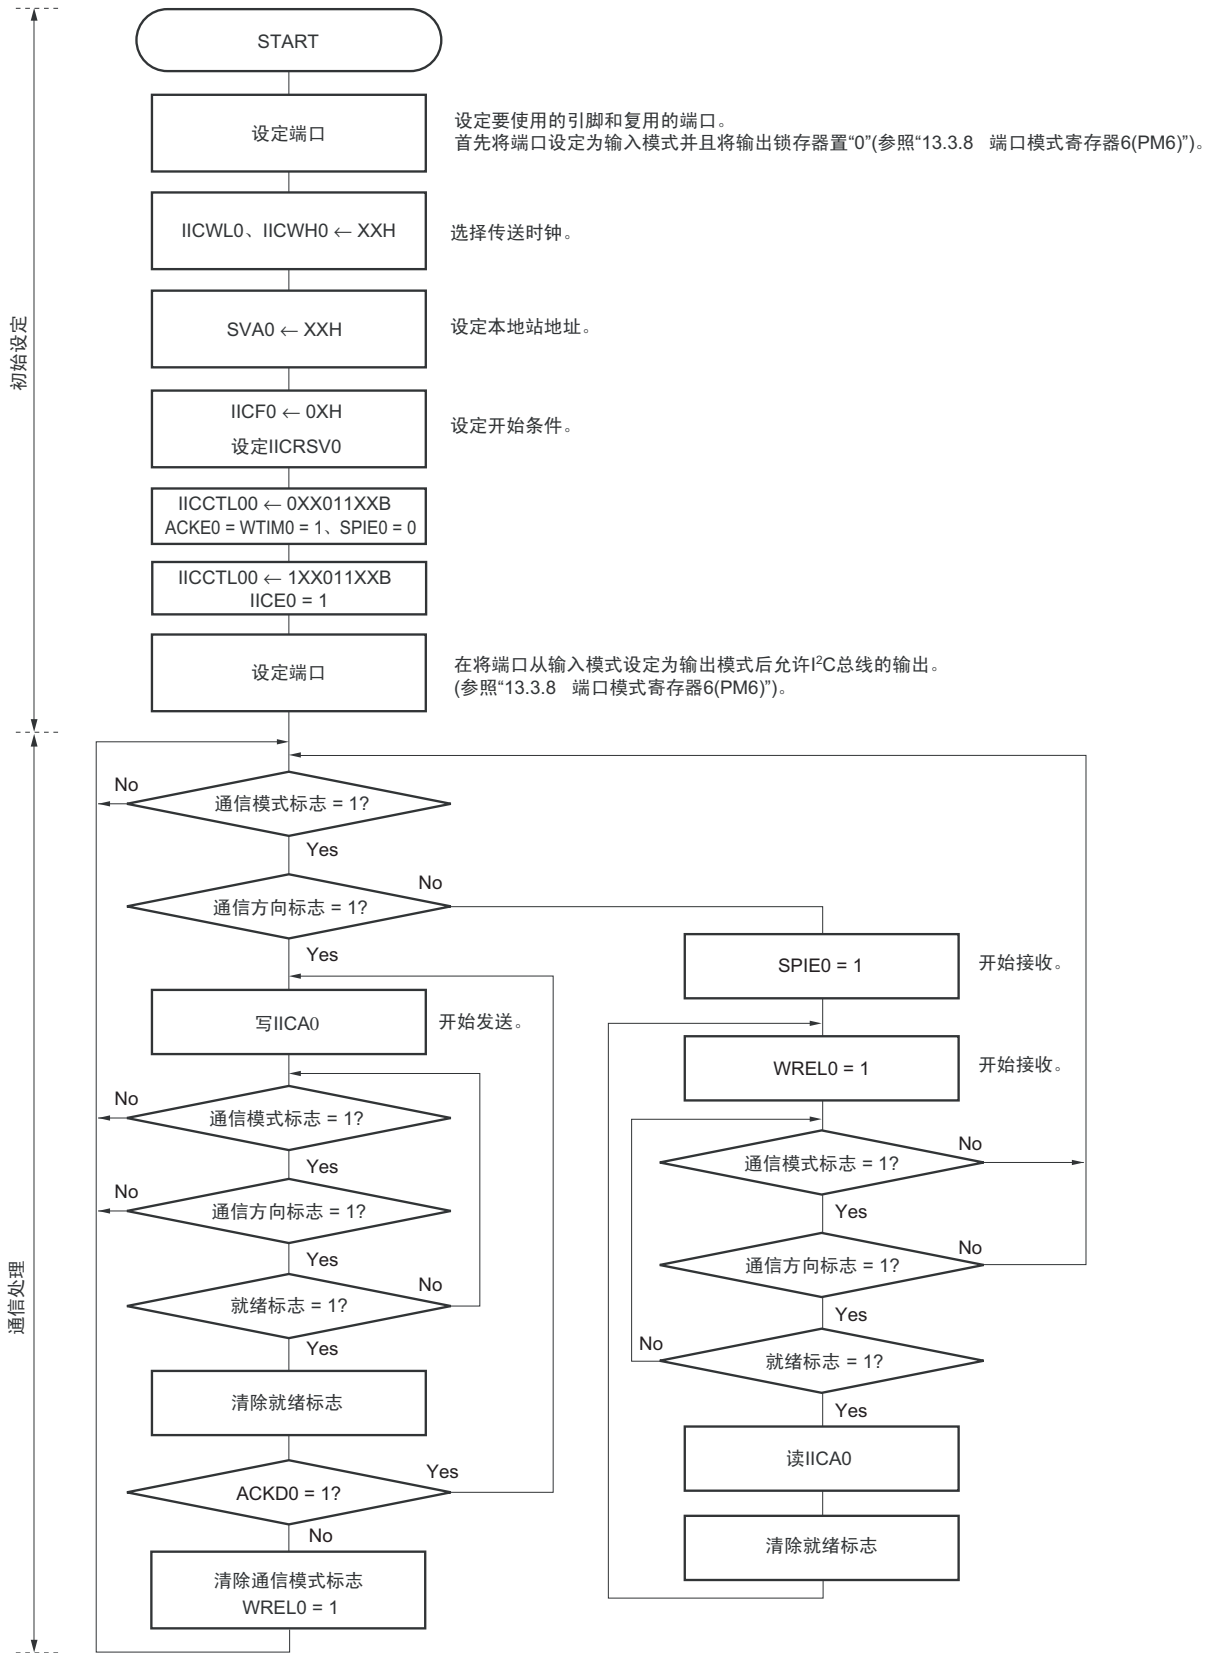 START
设定端口
设定要使用的引脚和复用的端口。
首先将端口设定为输入模式并且将输出锁存器置“0”(参照“13.3.8 端口模式寄存器6(PM6)”)。
IICWL0、IICWH0 ← XXH
选择传送时钟。
SVA0 ← XXH
设定本地站地址。
初始设定
IICF0 ← 0XH
设定IICRSV0
设定开始条件。
IICCTL00 ← 0XX011XXB
ACKE0 = WTIM0 = 1、SPIE0 = 0
IICCTL00 ← 1XX011XXB
IICE0 = 1
设定端口
在将端口从输入模式设定为输出模式后允许I²C总线的输出。
(参照“13.3.8 端口模式寄存器6(PM6)”)。
No
通信模式标志 = 1?
Yes
通信方向标志 = 1?
No
Yes
写IICA0
开始发送。
No
通信模式标志 = 1?
Yes
No
通信方向标志 = 1?
Yes
就绪标志 = 1?
No
Yes
清除就绪标志
ACKD0 = 1?
Yes
No
清除通信模式标志
WREL0 = 1
通信处理
SPIE0 = 1
开始接收。
WREL0 = 1
开始接收。
通信模式标志 = 1?
No
Yes
通信方向标志 = 1?
No
Yes
No
就绪标志 = 1?
Yes
读IICA0
清除就绪标志